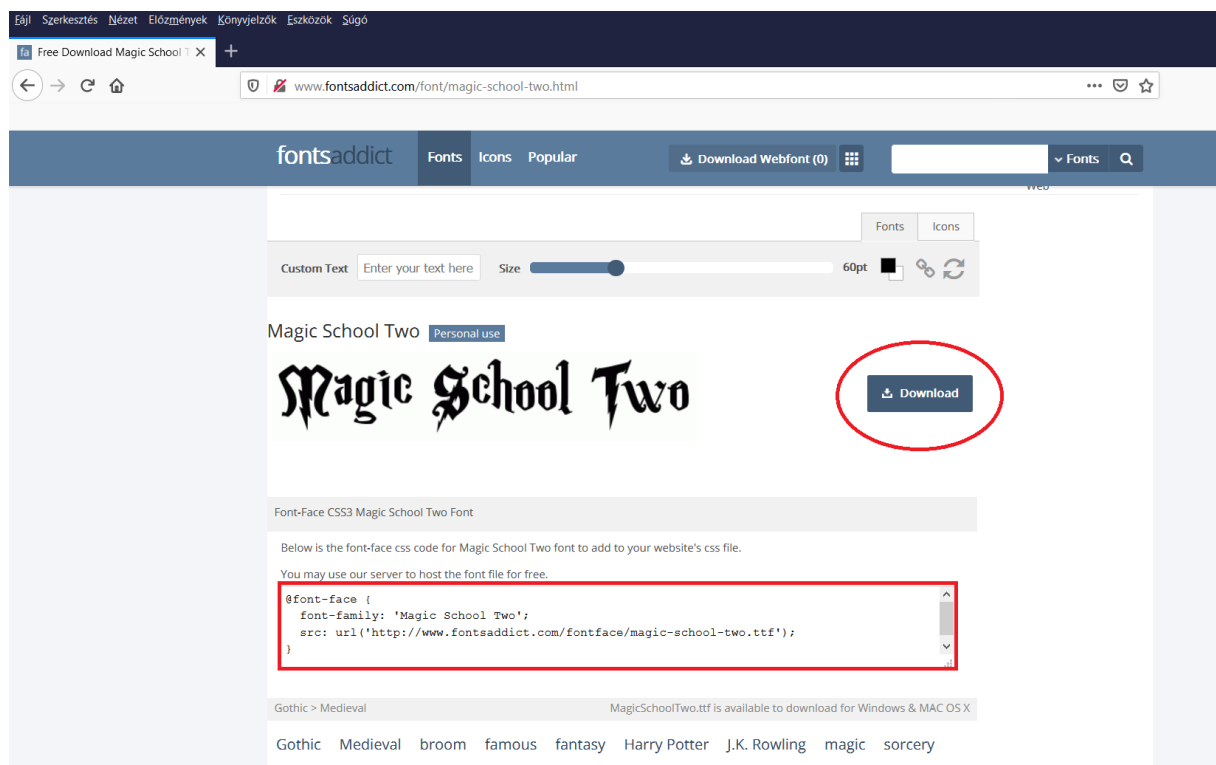 Fájl Szerkesztés Nézet Előzmények Könyvjelzők Eszközök Súgó
fa Free Download Magic School T
www.fontsaddict.com/font/magic-school-two.html
fontsaddict Fonts Icons Popular Download Webfont (0) Fonts
Web
Fonts Icons
Custom Text Enter your text here Size 60pt
Magic School Two Personal use
Magic School Two
Download
Font-Face CSS3 Magic School Two Font
Below is the font-face css code for Magic School Two font to add to your website's css file.
You may use our server to host the font file for free.
@font-face {
font-family: 'Magic School Two';
src: url('http://www.fontsaddict.com/fontface/magic-school-two.ttf');
}
Gothic > Medieval MagicSchoolTwo.ttf is available to download for Windows & MAC OS X
Gothic Medieval broom famous fantasy Harry Potter J.K. Rowling magic sorcery